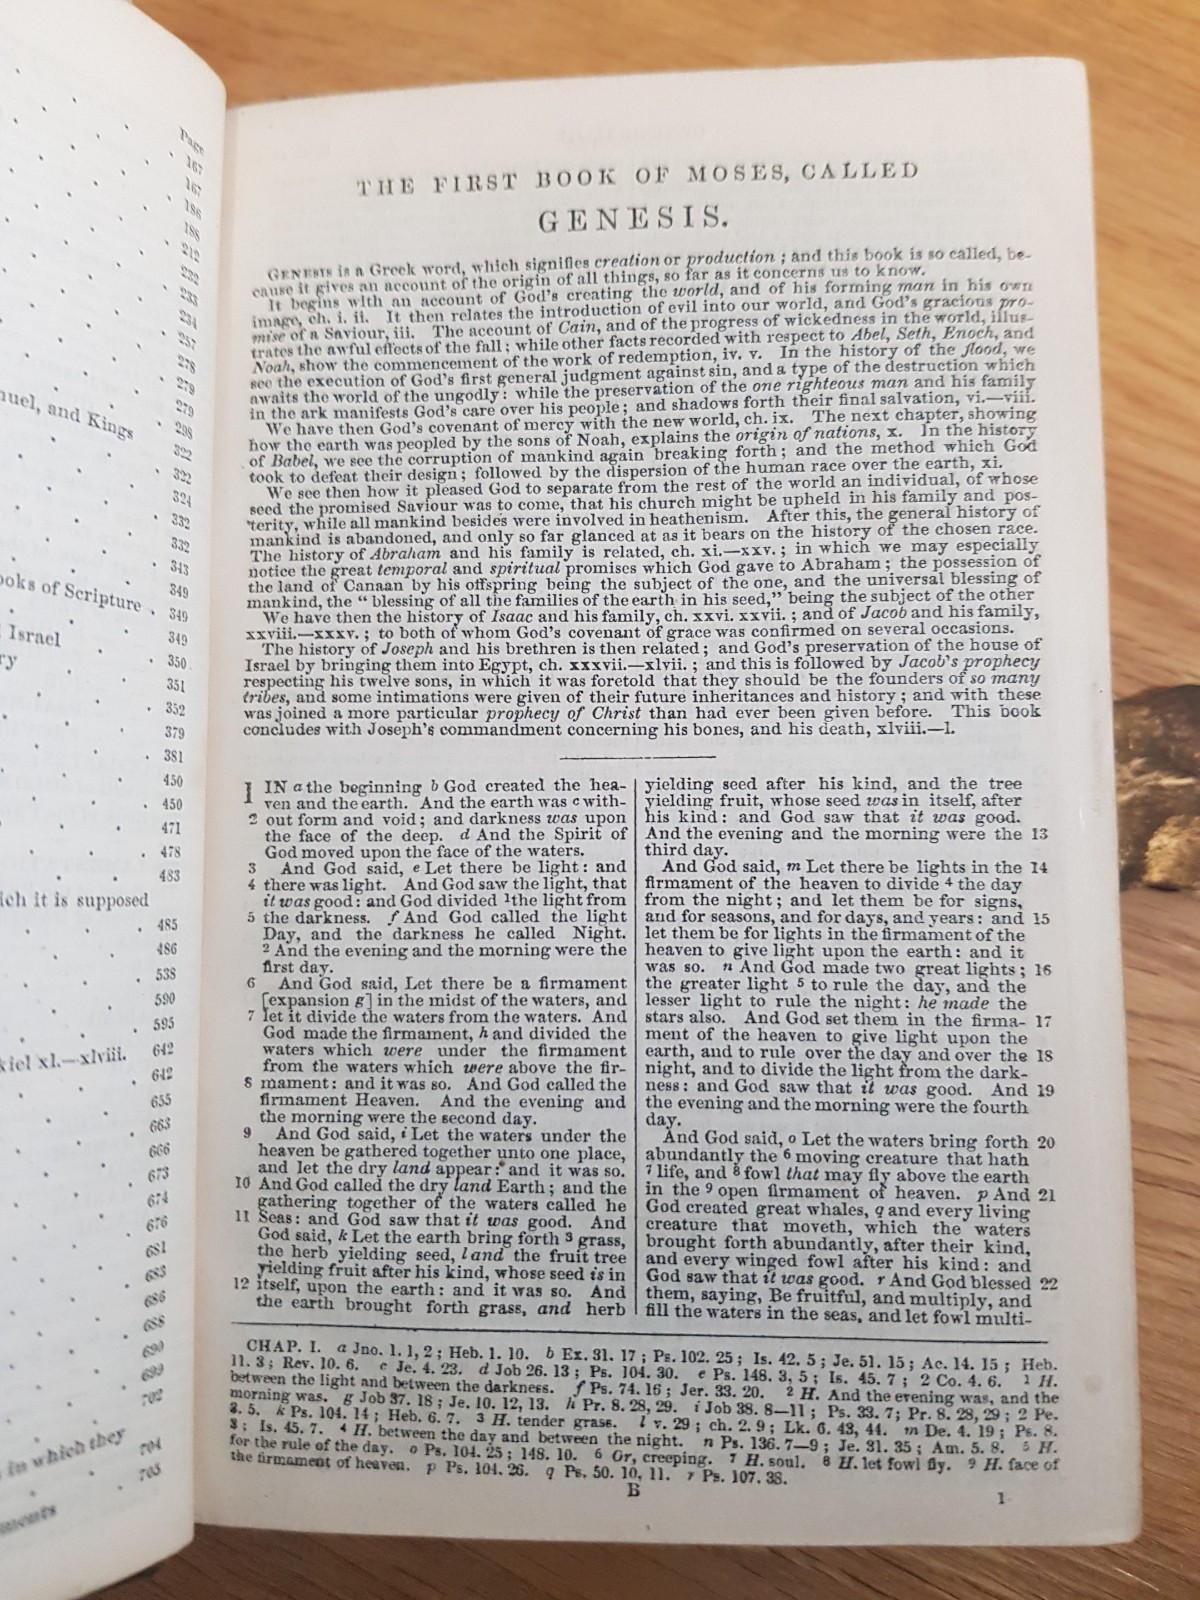 Page
167
167
186
188
212
232
233
234
257
278
279
279
nuel, and Kings 298
322
322
324
332
332
343
ooks of Scripture 349
349
Israel 349
ry 350
351
352
379
381
450
450
471
478
483
ich it is supposed
485
486
538
590
595
kiel xl.—xlviii. 642
642
655
663
666
673
674
676
681
683
686
688
690
699
702
in which they
704
705
ments
THE FIRST BOOK OF MOSES, CALLED
GENESIS.
GENESIS is a Greek word, which signifies creation or production; and this book is so called, be-
cause it gives an account of the origin of all things, so far as it concerns us to know.
It begins with an account of God's creating the world, and of his forming man in his own
image, ch. i. ii. It then relates the introduction of evil into our world, and God's gracious pro-
mise of a Saviour, iii. The account of Cain, and of the progress of wickedness in the world, illus-
trates the awful effects of the fall; while other facts recorded with respect to Abel, Seth, Enoch, and
Noah, show the commencement of the work of redemption, iv. v. In the history of the flood, we
see the execution of God's first general judgment against sin, and a type of the destruction which
awaits the world of the ungodly: while the preservation of the one righteous man and his family
in the ark manifests God's care over his people; and shadows forth their final salvation, vi.—viii.
We have then God's covenant of mercy with the new world, ch. ix. The next chapter, showing
how the earth was peopled by the sons of Noah, explains the origin of nations, x. In the history
of Babel, we see the corruption of mankind again breaking forth; and the method which God
took to defeat their design; followed by the dispersion of the human race over the earth, xi.
We see then how it pleased God to separate from the rest of the world an individual, of whose
seed the promised Saviour was to come, that his church might be upheld in his family and pos-
terity, while all mankind besides were involved in heathenism. After this, the general history of
mankind is abandoned, and only so far glanced at as it bears on the history of the chosen race.
The history of Abraham and his family is related, ch. xi.—xxv.; in which we may especially
notice the great temporal and spiritual promises which God gave to Abraham; the possession of
the land of Canaan by his offspring being the subject of the one, and the universal blessing of
mankind, the "blessing of all the families of the earth in his seed," being the subject of the other
We have then the history of Isaac and his family, ch. xxvi. xxvii.; and of Jacob and his family,
xxviii.—xxxv.; to both of whom God's covenant of grace was confirmed on several occasions.
The history of Joseph and his brethren is then related; and God's preservation of the house of
Israel by bringing them into Egypt, ch. xxxvii.—xlvii.; and this is followed by Jacob's prophecy
respecting his twelve sons, in which it was foretold that they should be the founders of so many
tribes, and some intimations were given of their future inheritances and history; and with these
was joined a more particular prophecy of Christ than had ever been given before. This book
concludes with Joseph's commandment concerning his bones, and his death, xlviii.—l.
1 IN a the beginning b God created the hea-
ven and the earth. And the earth was c with-
2 out form and void; and darkness was upon
the face of the deep. d And the Spirit of
God moved upon the face of the waters.
3 And God said, e Let there be light: and
4 there was light. And God saw the light, that
it was good: and God divided 1 the light from
5 the darkness. f And God called the light
Day, and the darkness he called Night.
2 And the evening and the morning were the
first day.
6 And God said, Let there be a firmament
[expansion g] in the midst of the waters, and
7 let it divide the waters from the waters. And
God made the firmament, h and divided the
waters which were under the firmament
from the waters which were above the fir-
8 mament: and it was so. And God called the
firmament Heaven. And the evening and
the morning were the second day.
9 And God said, i Let the waters under the
heaven be gathered together unto one place,
and let the dry land appear: and it was so.
10 And God called the dry land Earth; and the
gathering together of the waters called he
11 Seas: and God saw that it was good. And
God said, k Let the earth bring forth 3 grass,
the herb yielding seed, l and the fruit tree
yielding fruit after his kind, whose seed is in
12 itself, upon the earth: and it was so. And
the earth brought forth grass, and herb
yielding seed after his kind, and the tree
yielding fruit, whose seed was in itself, after
his kind: and God saw that it was good.
And the evening and the morning were the 13
third day.
And God said, m Let there be lights in the 14
firmament of the heaven to divide 4 the day
from the night; and let them be for signs,
and for seasons, and for days, and years: and 15
let them be for lights in the firmament of the
heaven to give light upon the earth: and it
was so. n And God made two great lights; 16
the greater light 5 to rule the day, and the
lesser light to rule the night: he made the
stars also. And God set them in the firma- 17
ment of the heaven to give light upon the
earth, and to rule over the day and over the 18
night, and to divide the light from the dark-
ness: and God saw that it was good. And 19
the evening and the morning were the fourth
day.
And God said, o Let the waters bring forth 20
abundantly the 6 moving creature that hath
7 life, and 8 fowl that may fly above the earth
in the 9 open firmament of heaven. p And 21
God created great whales, q and every living
creature that moveth, which the waters
brought forth abundantly, after their kind,
and every winged fowl after his kind: and
God saw that it was good. r And God blessed 22
them, saying, Be fruitful, and multiply, and
fill the waters in the seas, and let fowl multi-
CHAP. I. a Jno. 1. 1, 2; Heb. 1. 10. b Ex. 31. 17; Ps. 102. 25; Is. 42. 5; Je. 51. 15; Ac. 14. 15; Heb.
11. 3; Rev. 10. 6. c Je. 4. 23. d Job 26. 13; Ps. 104. 30. e Ps. 148. 3, 5; Is. 45. 7; 2 Co. 4. 6. 1 H.
between the light and between the darkness. f Ps. 74. 16; Jer. 33. 20. 2 H. And the evening was, and the
morning was. g Job 37. 18; Je. 10. 12, 13. h Pr. 8. 28, 29. i Job 38. 8—11; Ps. 33. 7; Pr. 8. 28, 29; 2 Pe.
3. 5. k Ps. 104. 14; Heb. 6. 7. 3 H. tender grass. l v. 29; ch. 2. 9; Lk. 6. 43, 44. m De. 4. 19; Ps. 8.
3; Is. 45. 7. 4 H. between the day and between the night. n Ps. 136. 7—9; Je. 31. 35; Am. 5. 8. 5 H.
for the rule of the day. o Ps. 104. 25; 148. 10. 6 Or, creeping. 7 H. soul. 8 H. let fowl fly. 9 H. face of
the firmament of heaven. p Ps. 104. 26. q Ps. 50. 10, 11. r Ps. 107. 38.
B
1